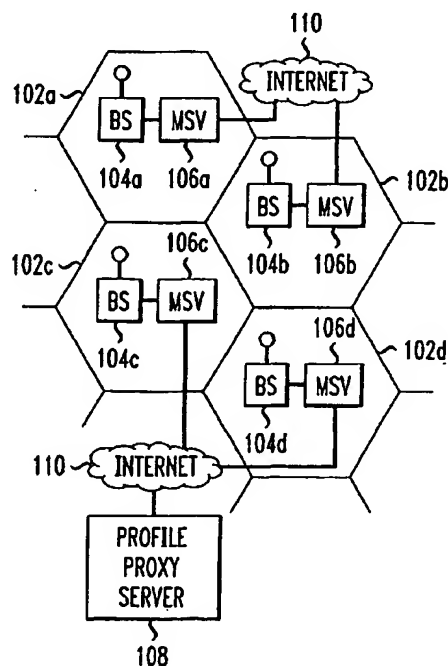 110
INTERNET
102a
BS
MSV
104a
106a
102b
BS
MSV
104b
106b
102c
106c
BS
MSV
104c
106d
102d
BS
MSV
104d
110
INTERNET
PROFILE
PROXY
SERVER
108